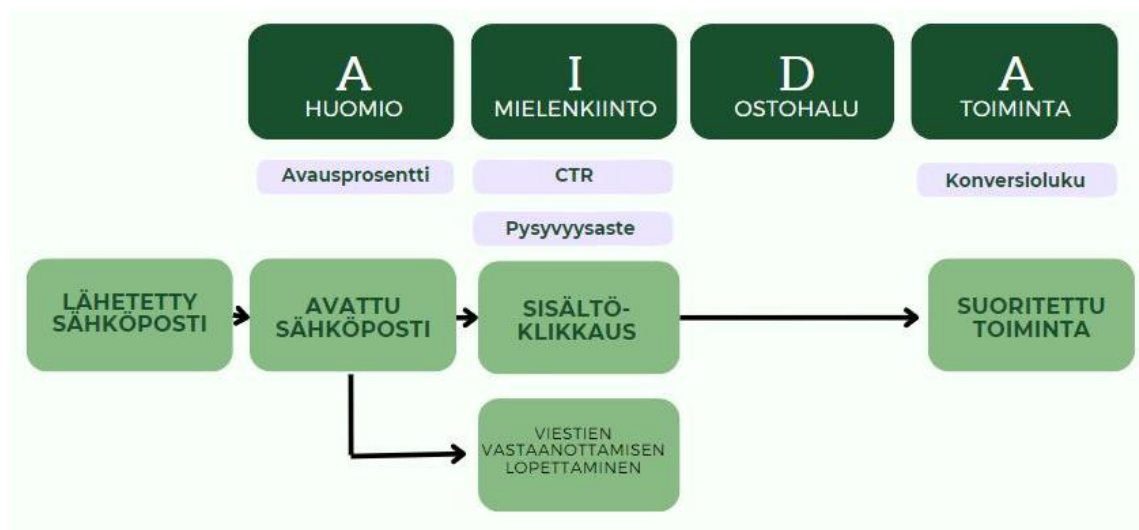 A
HUOMIO
I
MIELENKIINTO
D
OSTOHALU
A
TOIMINTA
Avausprosentti
CTR
Konversioluku
Pysyvyysaste
LÄHETETTY
SÄHKÖPOSTI
AVATTU
SÄHKÖPOSTI
SISÄLTÖ-
KLIKKAUS
SUORITETTU
TOIMINTA
VIESTIEN
VASTAANOTTAMISEN
LOPETTAMINEN